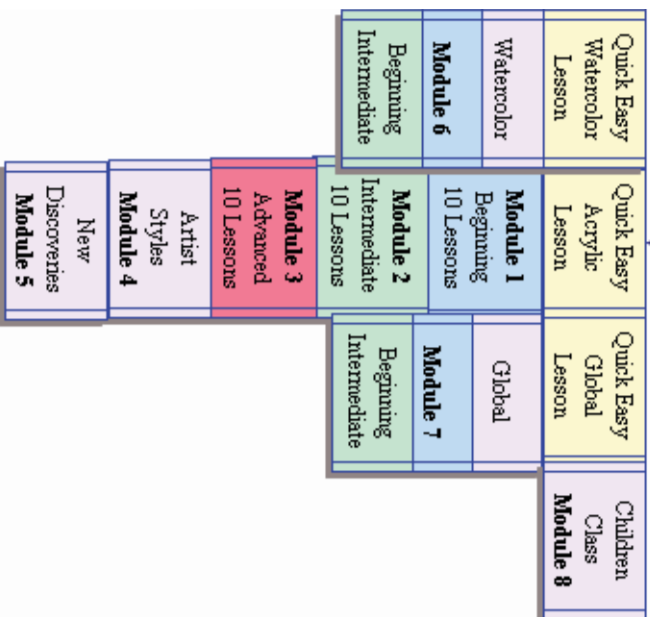 Quick Easy
Watercolor
Lesson
Watercolor
Module 6
Beginning
Intermediate
Quick Easy
Acrylic
Lesson
Module 1
Beginning
10 Lessons
Module 2
Intermediate
10 Lessons
Module 3
Advanced
10 Lessons
Artist
Styles
Module 4
New
Discoveries
Module 5
Quick Easy
Global
Lesson
Global
Module 7
Beginning
Intermediate
Children
Class
Module 8